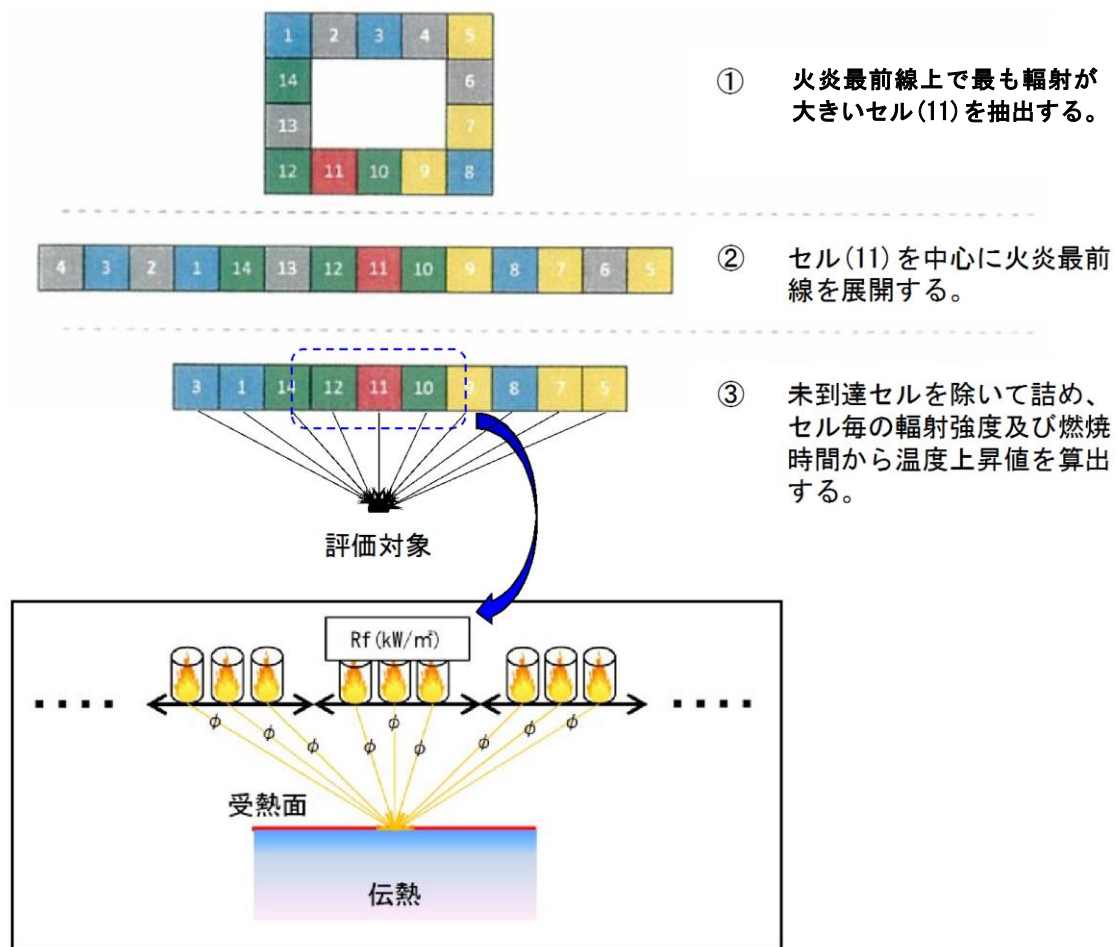 1 2 3 4 5
14 6
13 7
12 11 10 9 8
① 火炎最前線上で最も輻射が
大きいセル(11)を抽出する。
4 3 2 1 14 13 12 11 10 9 8 7 6 5
② セル(11)を中心に火炎最前
線を展開する。
3 1 14 12 11 10 9 8 7 5
③ 未到達セルを除いて詰め、
セル毎の輻射強度及び燃焼
時間から温度上昇値を算出
する。
評価対象
Rf(kW/㎡)
φ φ φ φ φ φ φ φ φ
受熱面
伝熱